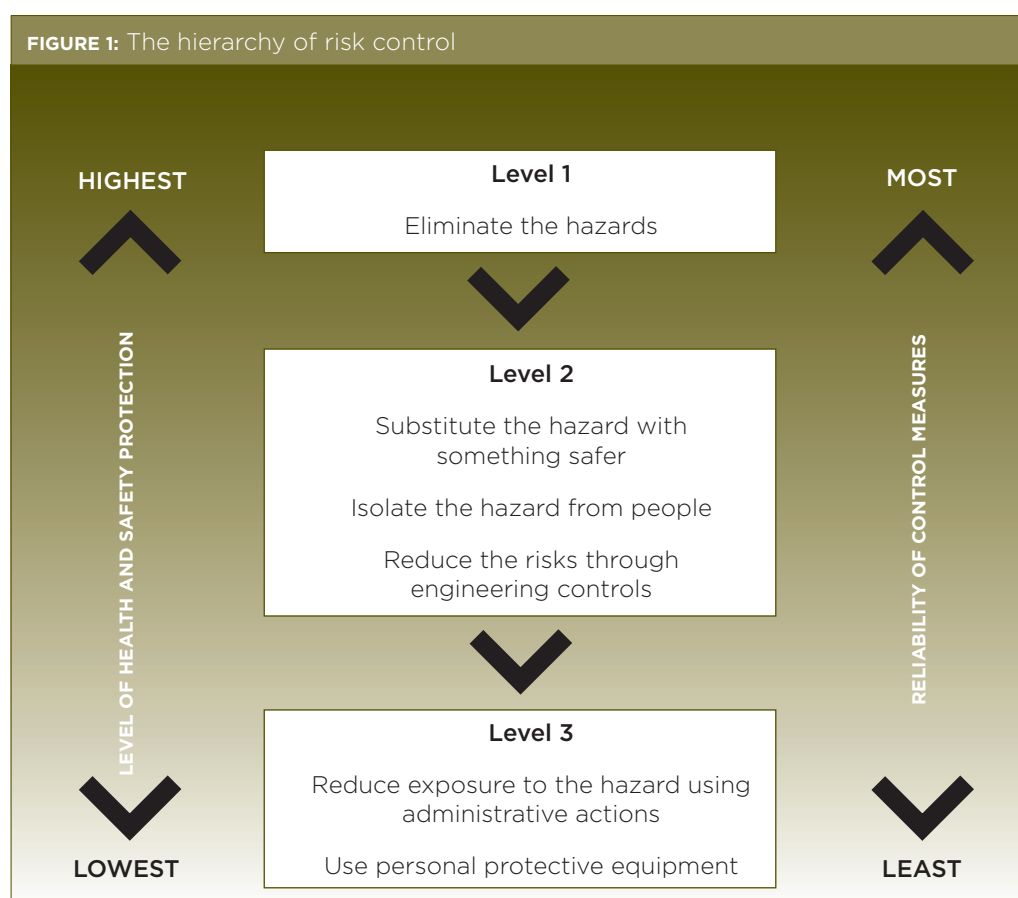 FIGURE 1: The hierarchy of risk control
HIGHEST
LEVEL OF HEALTH AND SAFETY PROTECTION
LOWEST
Level 1
Eliminate the hazards
Level 2
Substitute the hazard with
something safer
Isolate the hazard from people
Reduce the risks through
engineering controls
Level 3
Reduce exposure to the hazard using
administrative actions
Use personal protective equipment
MOST
RELIABILITY OF CONTROL MEASURES
LEAST